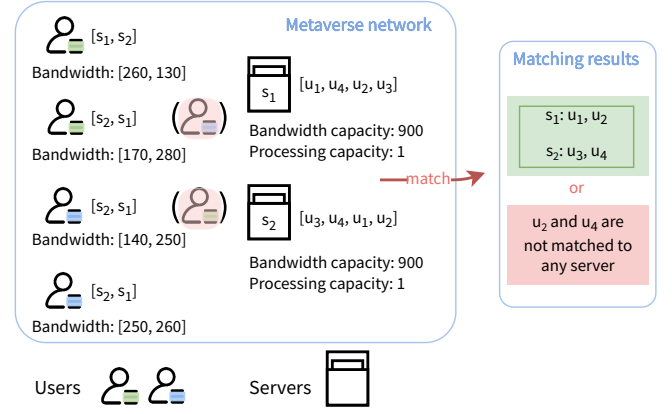 Metaverse network
[s1, s2]
Bandwidth: [260, 130]
[s2, s1]
( )
Bandwidth: [170, 280]
[s2, s1]
( )
Bandwidth: [140, 250]
[s2, s1]
Bandwidth: [250, 260]
s1
[u1, u4, u2, u3]
Bandwidth capacity: 900
Processing capacity: 1
s2
[u3, u4, u1, u2]
Bandwidth capacity: 900
Processing capacity: 1
match
Matching results
s1: u1, u2
s2: u3, u4
or
u2 and u4 are
not matched to
any server
Users
Servers